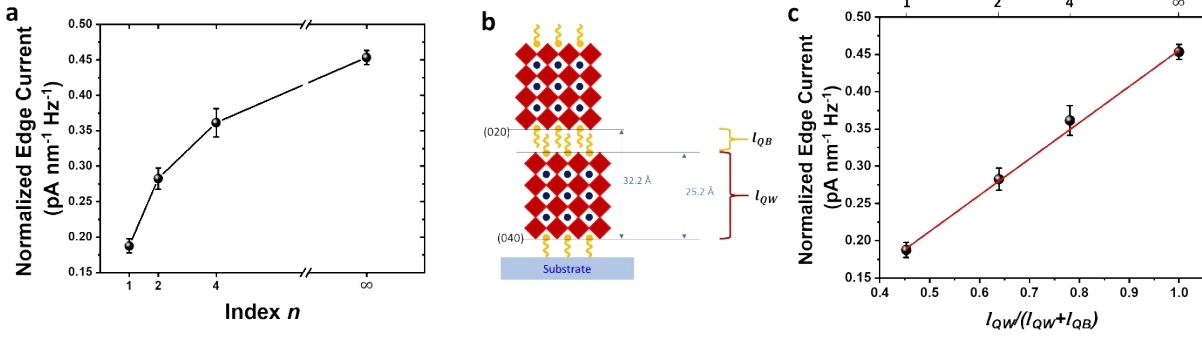 a
Normalized Edge Current
(pA nm⁻¹ Hz⁻¹)
0.50
0.45
0.40
0.35
0.30
0.25
0.20
0.15
1 2 4 ∞
Index n
b
(020)
(040)
32.2 Å
25.2 Å
l_QB
l_QW
Substrate
c
1 2 4 ∞
Normalized Edge Current
(pA nm⁻¹ Hz⁻¹)
0.50
0.45
0.40
0.35
0.30
0.25
0.20
0.15
0.4 0.5 0.6 0.7 0.8 0.9 1.0
l_QW/(l_QW+l_QB)